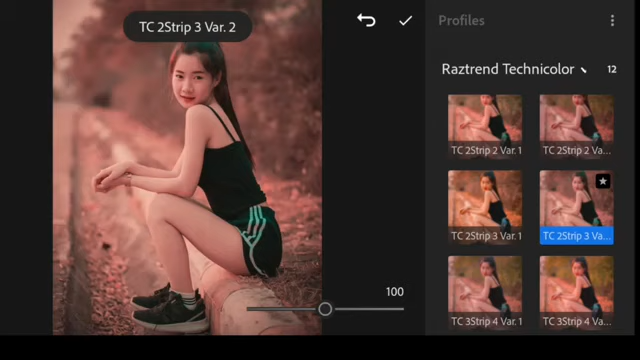 TC 2Strip 3 Var. 2
Profiles
Raztrend Technicolor
12
TC 2Strip 2 Var. 1
TC 2Strip 2 Va...
TC 2Strip 3 Var. 1
TC 2Strip 3 Va...
TC 3Strip 4 Var. 1
TC 3Strip 4 Va...
100